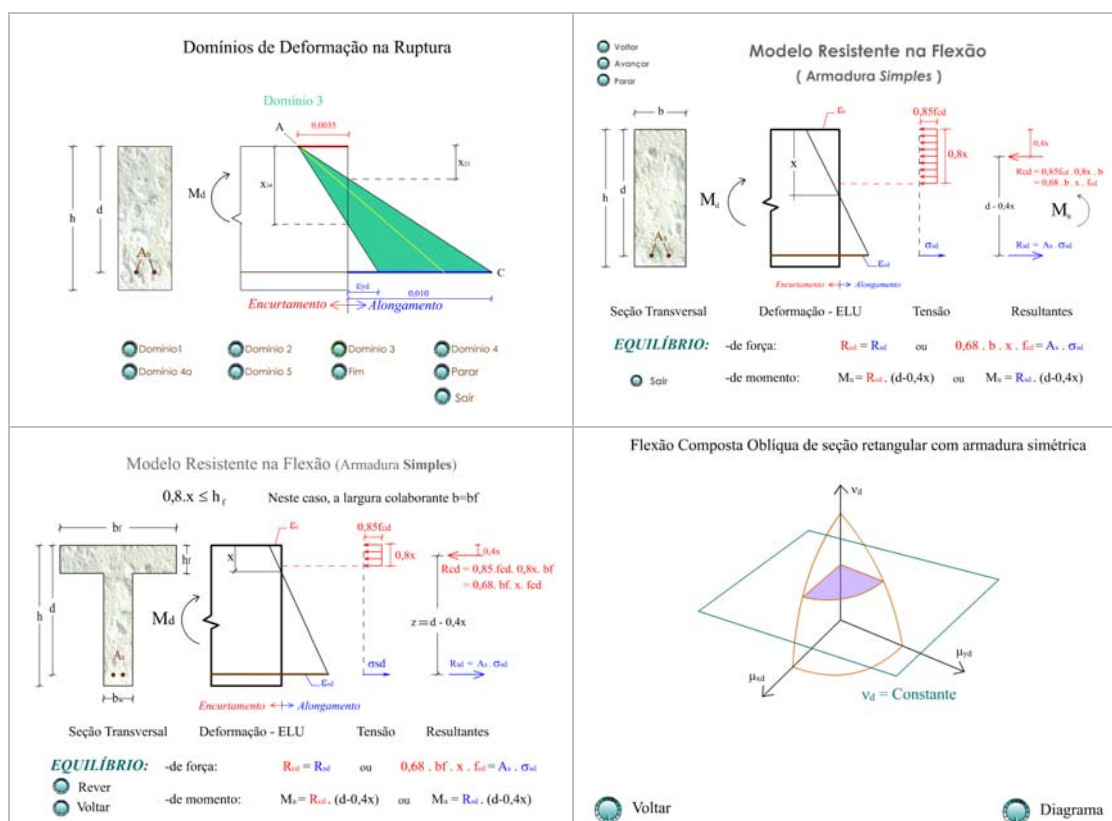 Domínios de Deformação na Ruptura
Domínio 3
A
0,0035
x23
x34
Md
h
d
As
C
εyd
0,010
Encurtamento
Alongamento
Domínio1
Domínio 2
Domínio 3
Domínio 4
Domínio 4a
Domínio 5
Fim
Parar
Sair
Voltar
Avançar
Parar
Modelo Resistente na Flexão
( Armadura Simples )
b
εc
0,85fcd
0,8x
0,4x
x
h
d
Md
As
Rcd = 0,85fcd . 0,8x . b
= 0,68 . b . x . fcd
d - 0,4x
Mu
σsd
Rsd = As . σsd
εsd
Encurtamento
Alongamento
Seção Transversal Deformação - ELU Tensão Resultantes
EQUILÍBRIO: -de força: Rcd = Rsd ou 0,68 . b . x . fcd = As . σsd
Sair
-de momento: Mu = Rcd . (d-0,4x) ou Mu = Rsd . (d-0,4x)
Modelo Resistente na Flexão (Armadura Simples)
0,8.x ≤ hf Neste caso, a largura colaborante b=bf
bf
hf
εc
0,85fcd
0,8x
0,4x
x
Rcd = 0,85. fcd. 0,8x. bf
= 0,68. bf. x. fcd
h
d
Md
z = d - 0,4x
As
bw
σsd
Rsd = As . σsd
εsd
Encurtamento
Alongamento
Seção Transversal Deformação - ELU Tensão Resultantes
EQUILÍBRIO: -de força: Rcd = Rsd ou 0,68 . bf . x . fcd = As . σsd
Rever
-de momento: Mu = Rcd . (d-0,4x) ou Mu = Rsd . (d-0,4x)
Voltar
Flexão Composta Oblíqua de seção retangular com armadura simétrica
νd
μyd
μxd
νd = Constante
Voltar
Diagrama